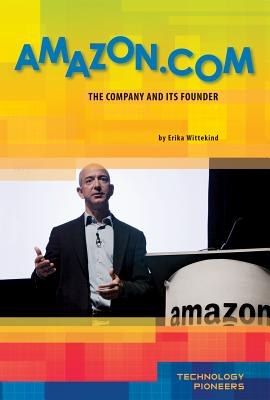 AMAZON.COM
THE COMPANY AND ITS FOUNDER
by Erika Wittekind
amazon
TECHNOLOGY
PIONEERS